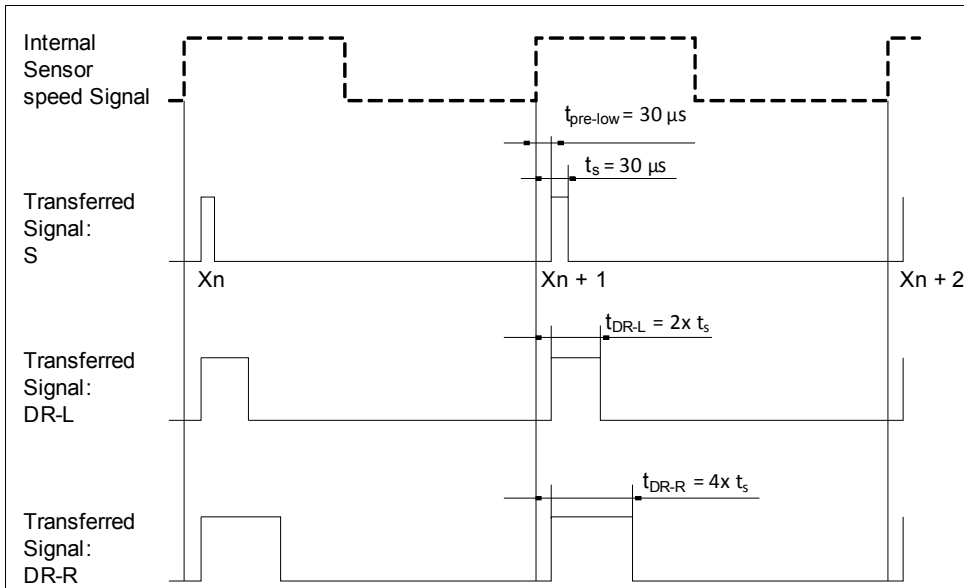 Internal
Sensor
speed Signal
tpre-low = 30 µs
ts = 30 µs
Transferred
Signal:
S
Xn
Xn + 1
Xn + 2
tDR-L = 2x ts
Transferred
Signal:
DR-L
tDR-R = 4x ts
Transferred
Signal:
DR-R